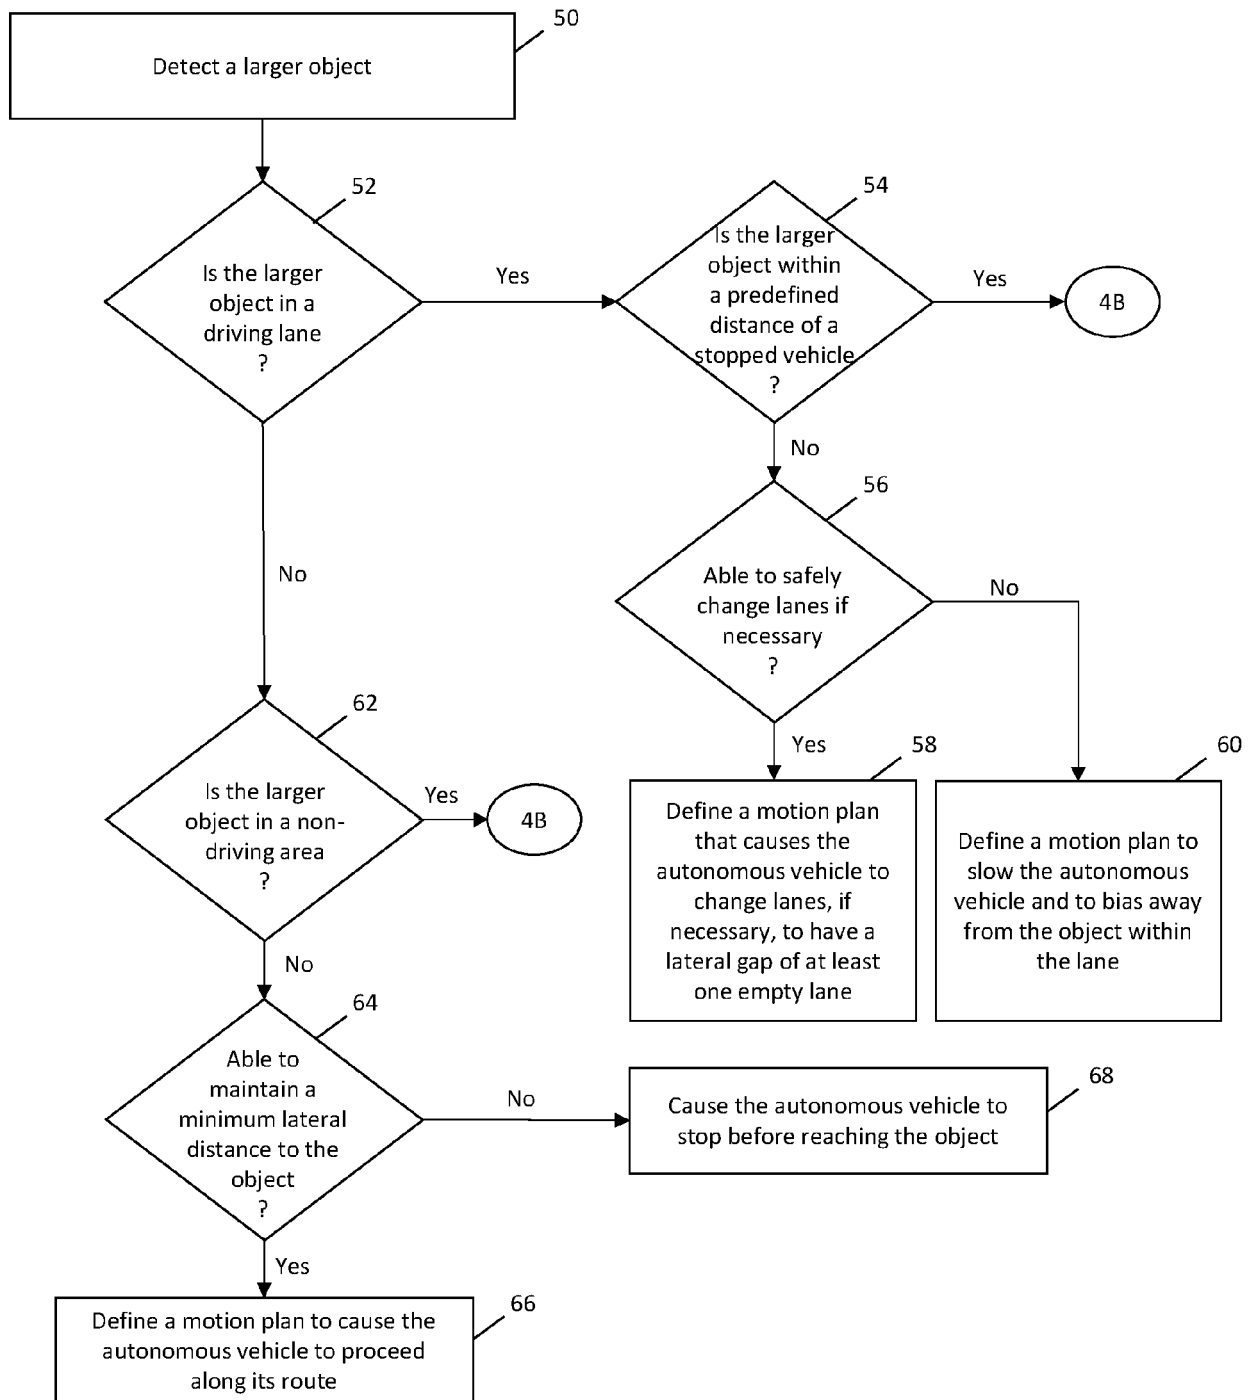 50
Detect a larger object
52
Is the larger
object in a
driving lane
?
Yes
54
Is the larger
object within
a predefined
distance of a
stopped vehicle
?
Yes
4B
No
56
Able to safely
change lanes if
necessary
?
No
Yes
58
Define a motion plan
that causes the
autonomous vehicle to
change lanes, if
necessary, to have a
lateral gap of at least
one empty lane
60
Define a motion plan to
slow the autonomous
vehicle and to bias away
from the object within
the lane
No
62
Is the larger
object in a non-
driving area
?
Yes
4B
No
64
Able to
maintain a
minimum lateral
distance to the
object
?
No
68
Cause the autonomous vehicle to
stop before reaching the object
Yes
66
Define a motion plan to cause the
autonomous vehicle to proceed
along its route